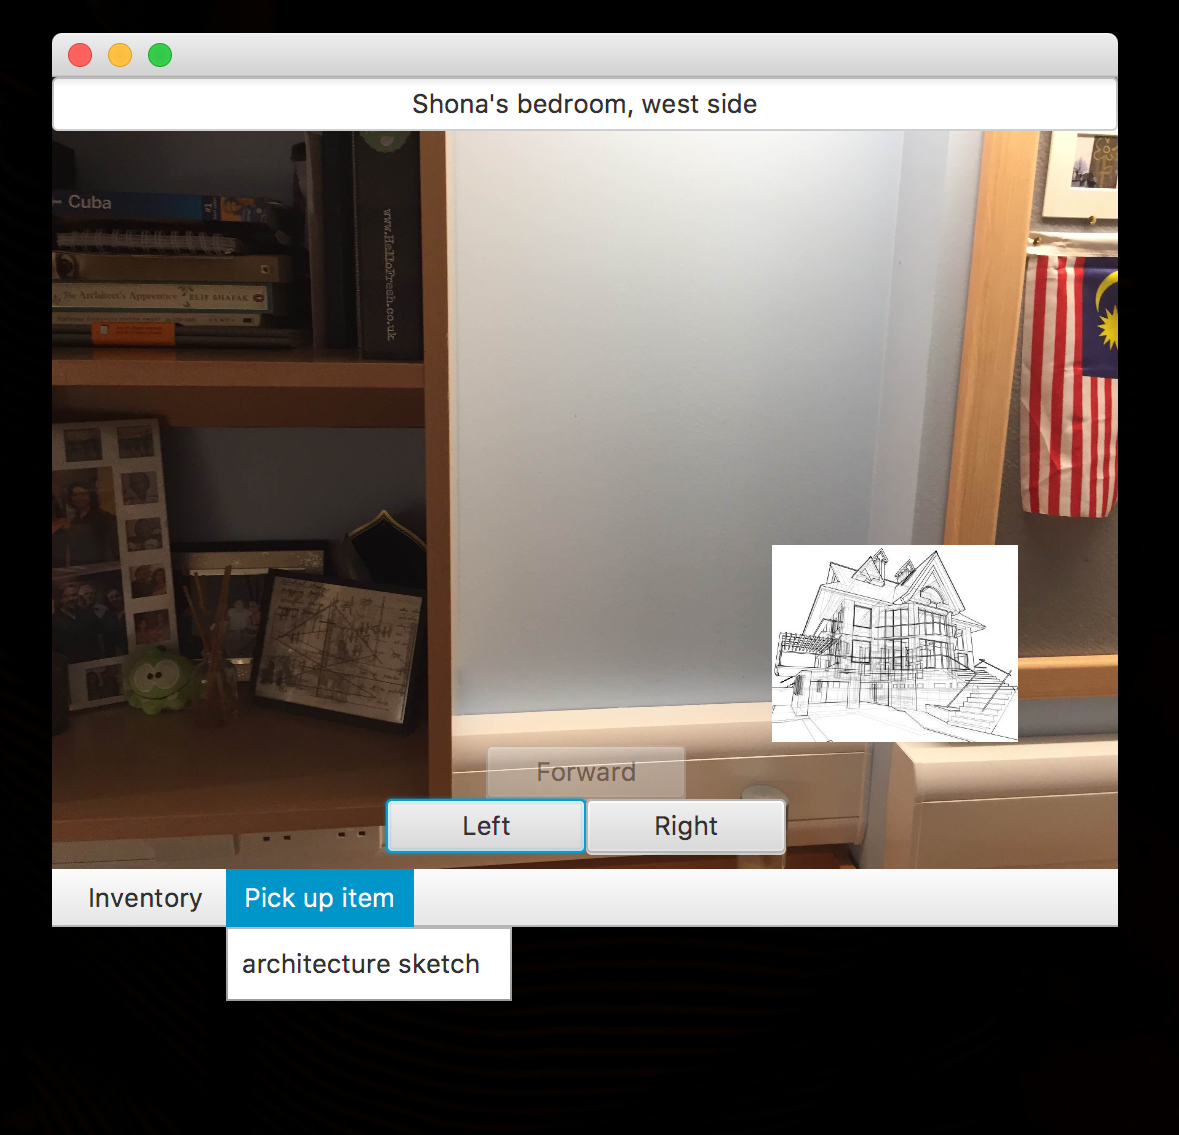 Shona's bedroom, west side
Cuba
www.HelloFresh.co.uk
The Architect's Apprentice ELIF SHAFAK
Forward
Left
Right
Inventory
Pick up item
architecture sketch